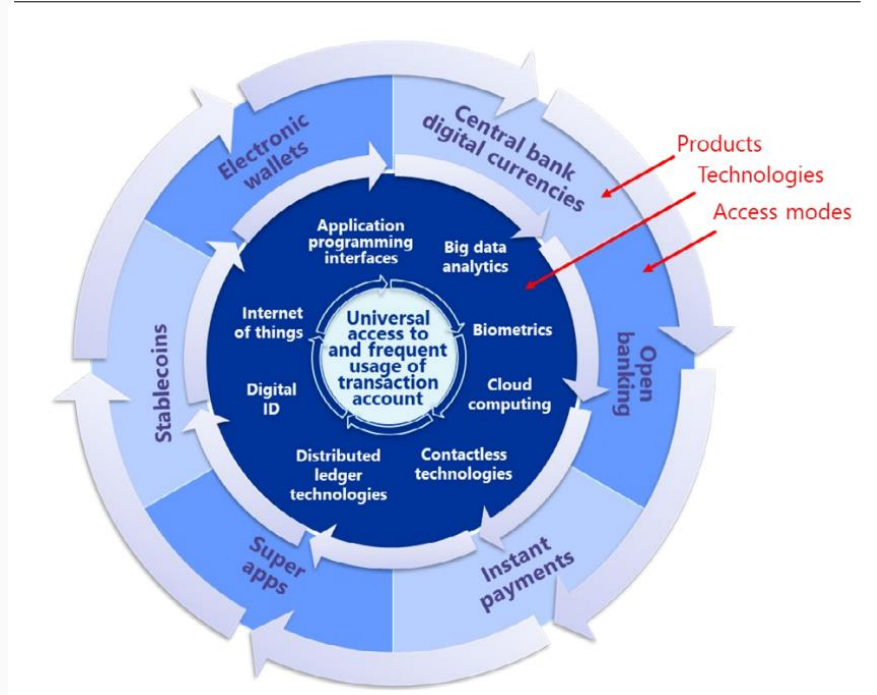 Electronic
wallets
Central bank
digital currencies
Products
Technologies
Access modes
Application
programming
interfaces
Big data
analytics
Internet
of things
Universal
access to
and frequent
usage of
transaction
account
Biometrics
Stablecoins
Open
banking
Digital
ID
Cloud
computing
Distributed
ledger
technologies
Contactless
technologies
Super
apps
Instant
payments